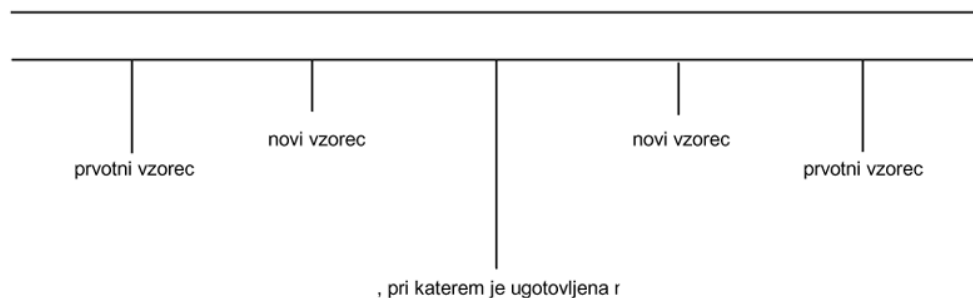 novi vzorec
novi vzorec
prvotni vzorec
prvotni vzorec
, pri katerem je ugotovljena